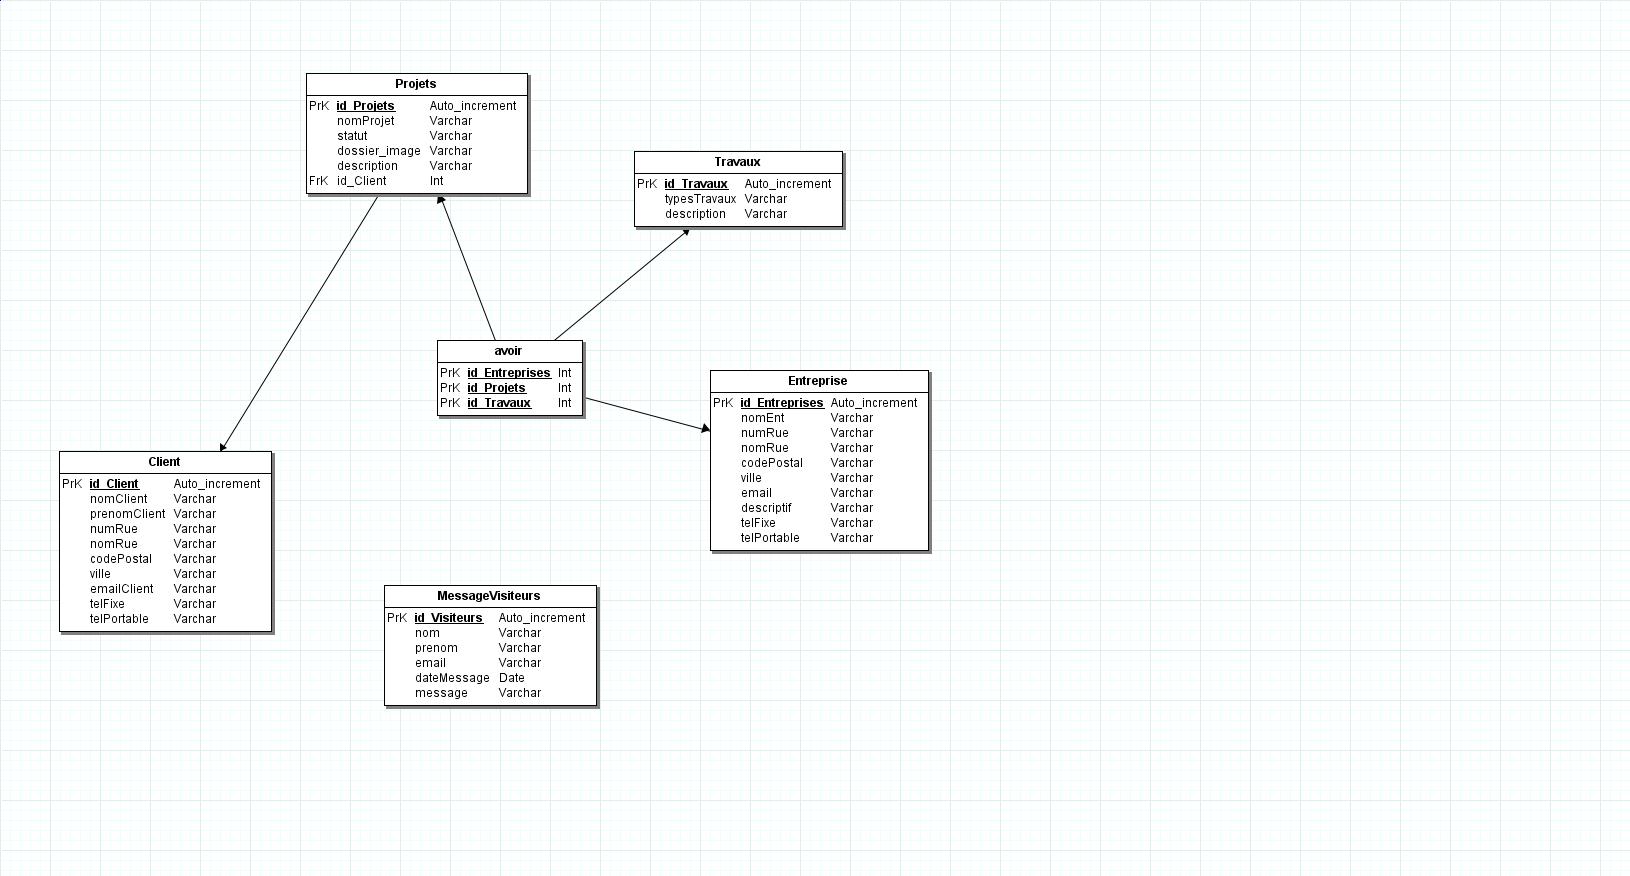 Projets
PrK id_Projets Auto_increment
nomProjet Varchar
statut Varchar
dossier_image Varchar
description Varchar
FrK id_Client Int
Travaux
PrK id_Travaux Auto_increment
typesTravaux Varchar
description Varchar
avoir
PrK id_Entreprises Int
PrK id_Projets Int
PrK id_Travaux Int
Entreprise
PrK id_Entreprises Auto_increment
nomEnt Varchar
numRue Varchar
nomRue Varchar
codePostal Varchar
ville Varchar
email Varchar
descriptif Varchar
telFixe Varchar
telPortable Varchar
Client
PrK id_Client Auto_increment
nomClient Varchar
prenomClient Varchar
numRue Varchar
nomRue Varchar
codePostal Varchar
ville Varchar
emailClient Varchar
telFixe Varchar
telPortable Varchar
MessageVisiteurs
PrK id_Visiteurs Auto_increment
nom Varchar
prenom Varchar
email Varchar
dateMessage Date
message Varchar